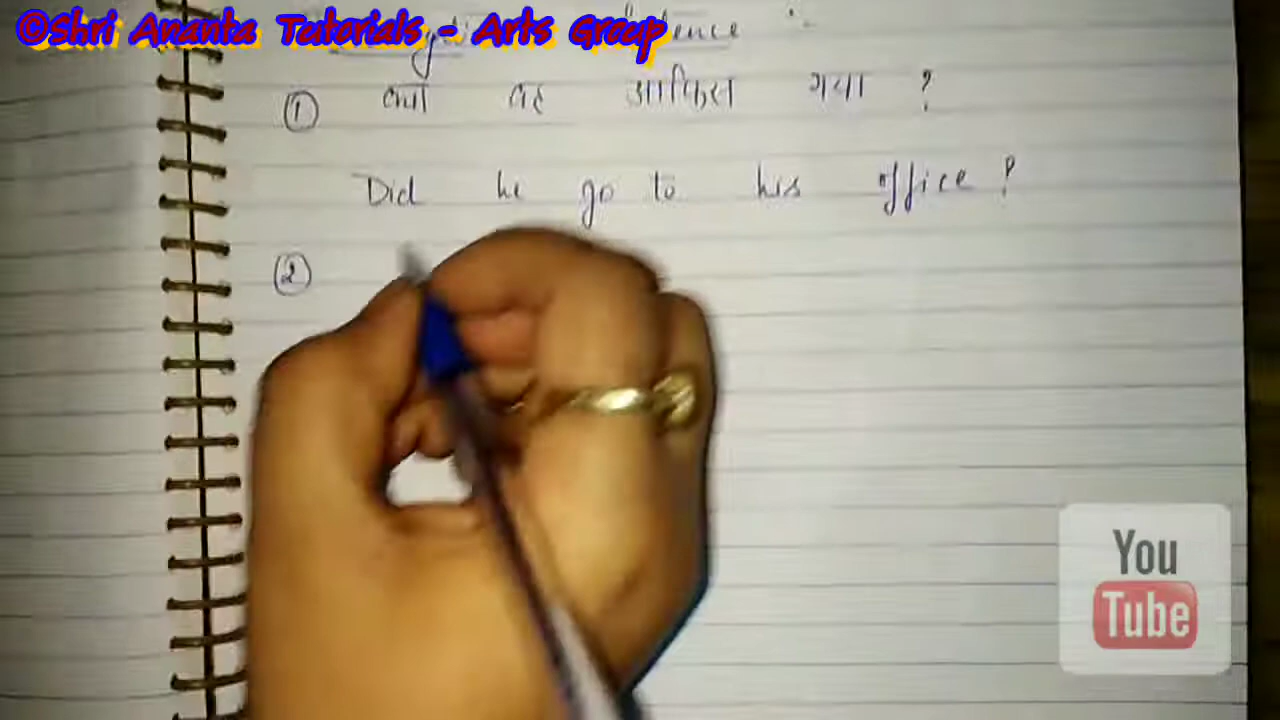 ©Shri Ananta Tutorials - Arts Group
① क्या वह आफिस गया ?
Did he go to his office ?
②
You
Tube